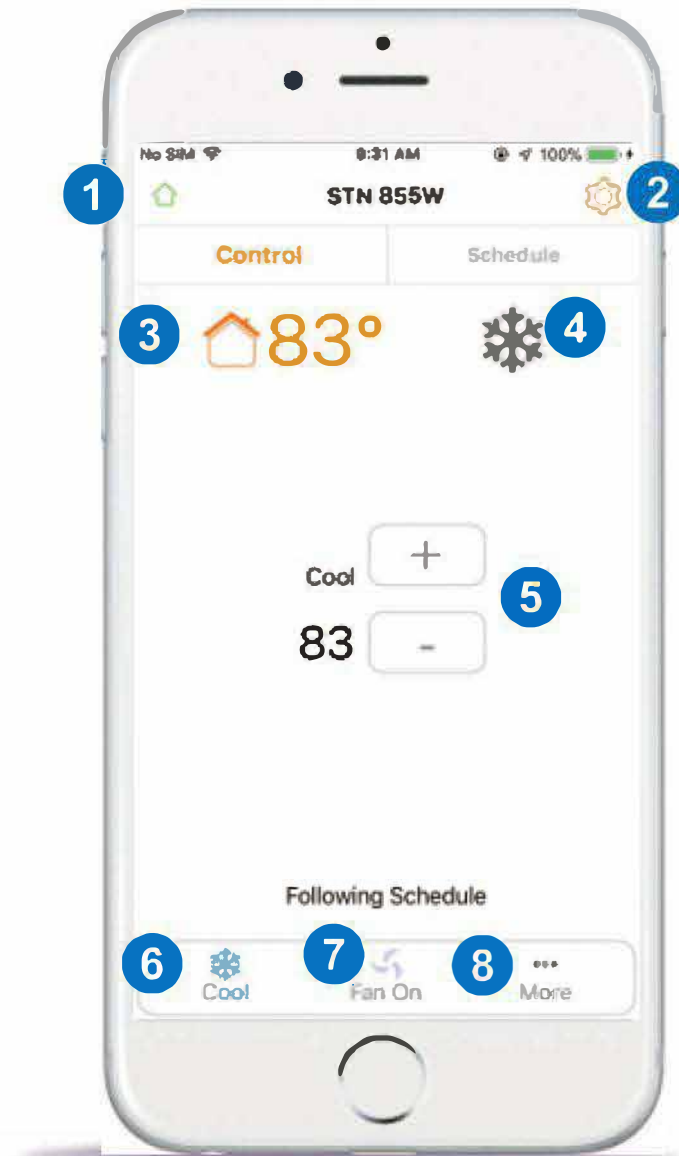 No SIM 9:31 AM 100%
1 STN 855W 2
Control Schedule
3 83° 4
Cool +
5
83 -
Following Schedule
6 7 8
Cool Fan On More